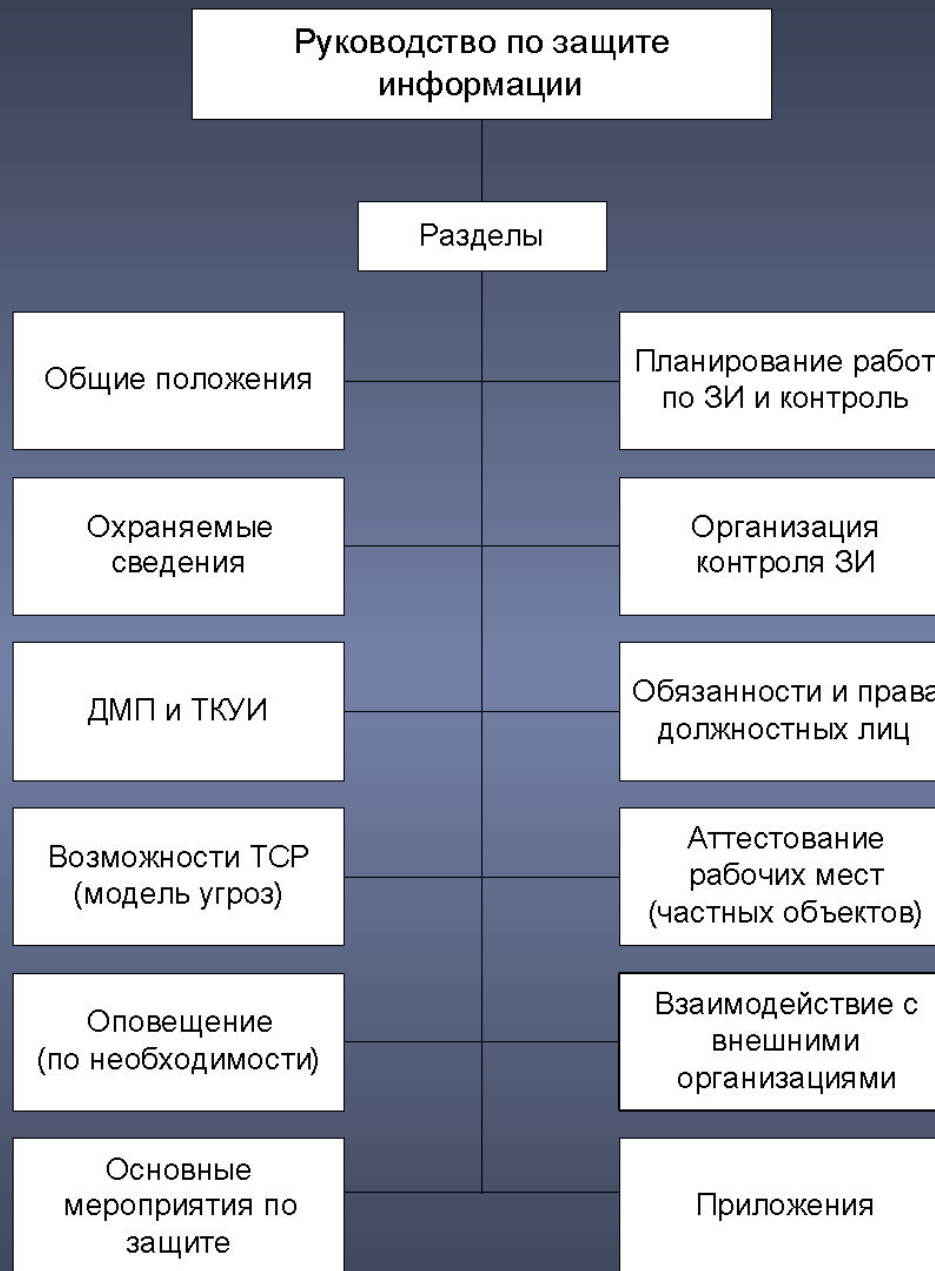 Руководство по защите
информации
Разделы
Общие положения
Охраняемые
сведения
ДМП и ТКУИ
Возможности ТСР
(модель угроз)
Оповещение
(по необходимости)
Основные
мероприятия по
защите
Планирование работ
по ЗИ и контроль
Организация
контроля ЗИ
Обязанности и права
должностных лиц
Аттестование
рабочих мест
(частных объектов)
Взаимодействие с
внешними
организациями
Приложения